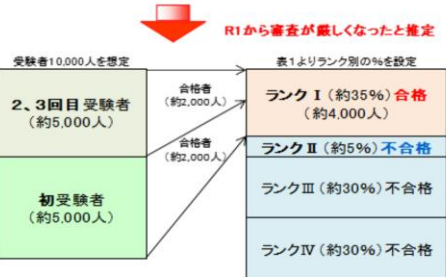 R1から審査が厳しくなったと推定
受験者10,000人を想定
表1よりランク別の%を設定
2、3回目受験者
(約5,000人)
合格者
(約2,000人)
ランクⅠ(約35%)合格
(約4,000人)
合格者
(約2,000人)
ランクⅡ(約5%)不合格
初受験者
(約5,000人)
ランクⅢ(約30%)不合格
ランクⅣ(約30%)不合格